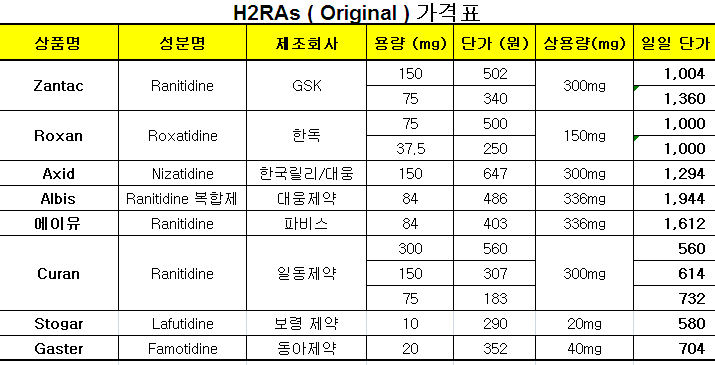 H2RAs ( Original ) 가격표
상품명 성분명 제조회사 용량 (mg) 단가 (원) 상용량(mg) 일일 단가
Zantac Ranitidine GSK 150 502 300mg 1,004
75 340 1,360
Roxan Roxatidine 한독 75 500 150mg 1,000
37.5 250 1,000
Axid Nizatidine 한국릴리/대웅 150 647 300mg 1,294
Albis Ranitidine 복합제 대웅제약 84 486 336mg 1,944
에이유 Ranitidine 파비스 84 403 336mg 1,612
Curan Ranitidine 일동제약 300 560 300mg 560
150 307 614
75 183 732
Stogar Lafutidine 보령 제약 10 290 20mg 580
Gaster Famotidine 동아제약 20 352 40mg 704